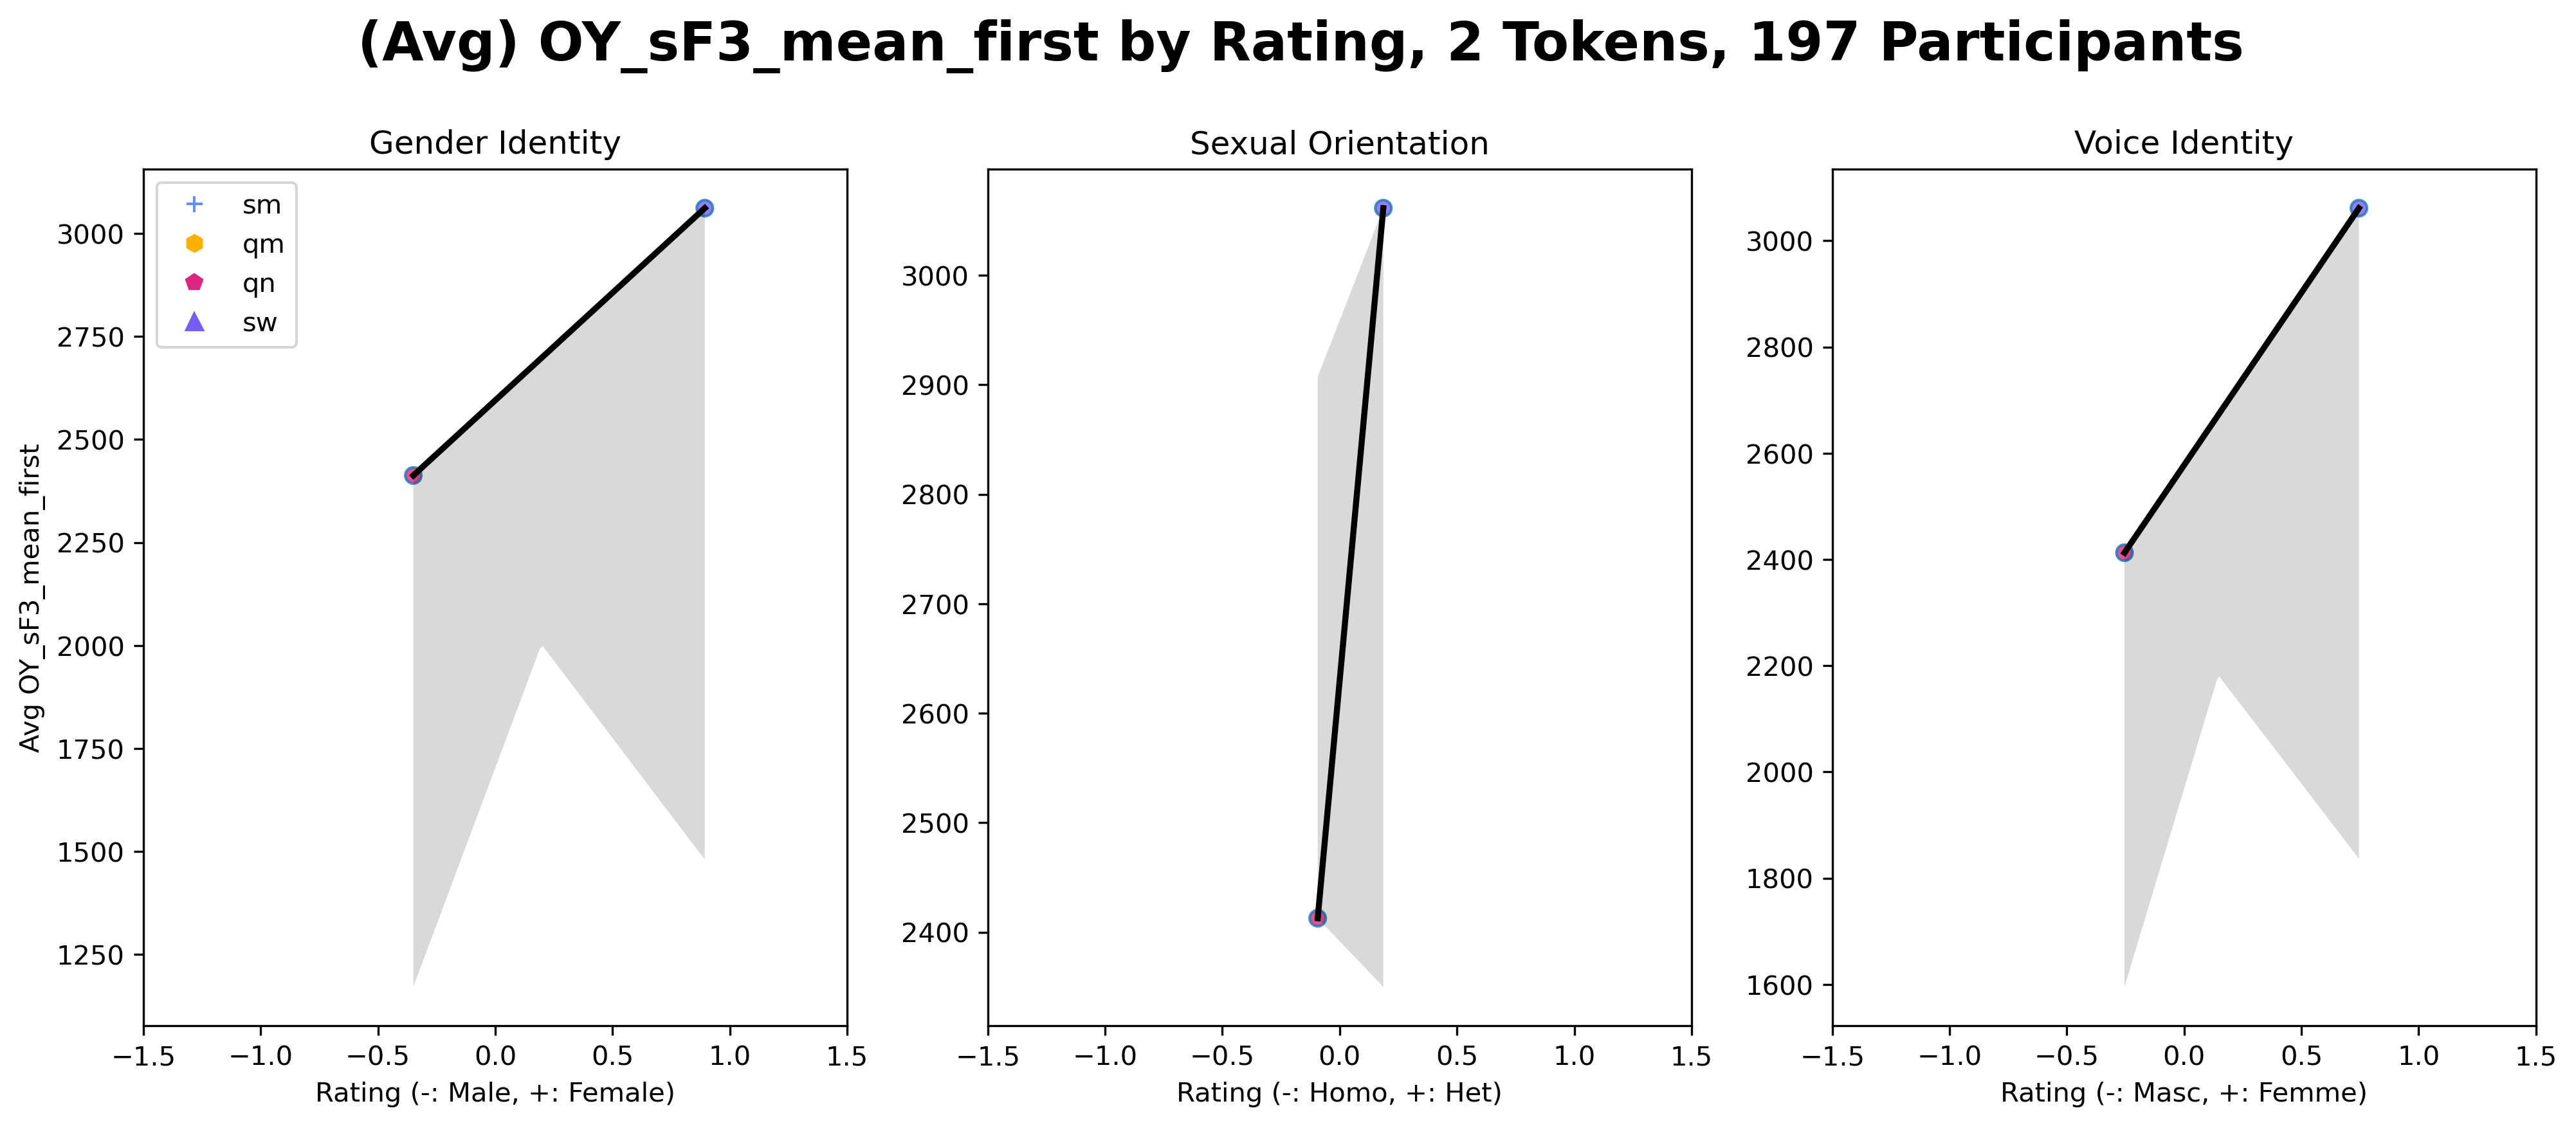 (Avg) OY_sF3_mean_first by Rating, 2 Tokens, 197 Participants
Gender Identity
sm
qm
qn
sw
Avg OY_sF3_mean_first
3000
2750
2500
2250
2000
1750
1500
1250
−1.5 −1.0 −0.5 0.0 0.5 1.0 1.5
Rating (-: Male, +: Female)
Sexual Orientation
3000
2900
2800
2700
2600
2500
2400
−1.5 −1.0 −0.5 0.0 0.5 1.0 1.5
Rating (-: Homo, +: Het)
Voice Identity
3000
2800
2600
2400
2200
2000
1800
1600
−1.5 −1.0 −0.5 0.0 0.5 1.0 1.5
Rating (-: Masc, +: Femme)